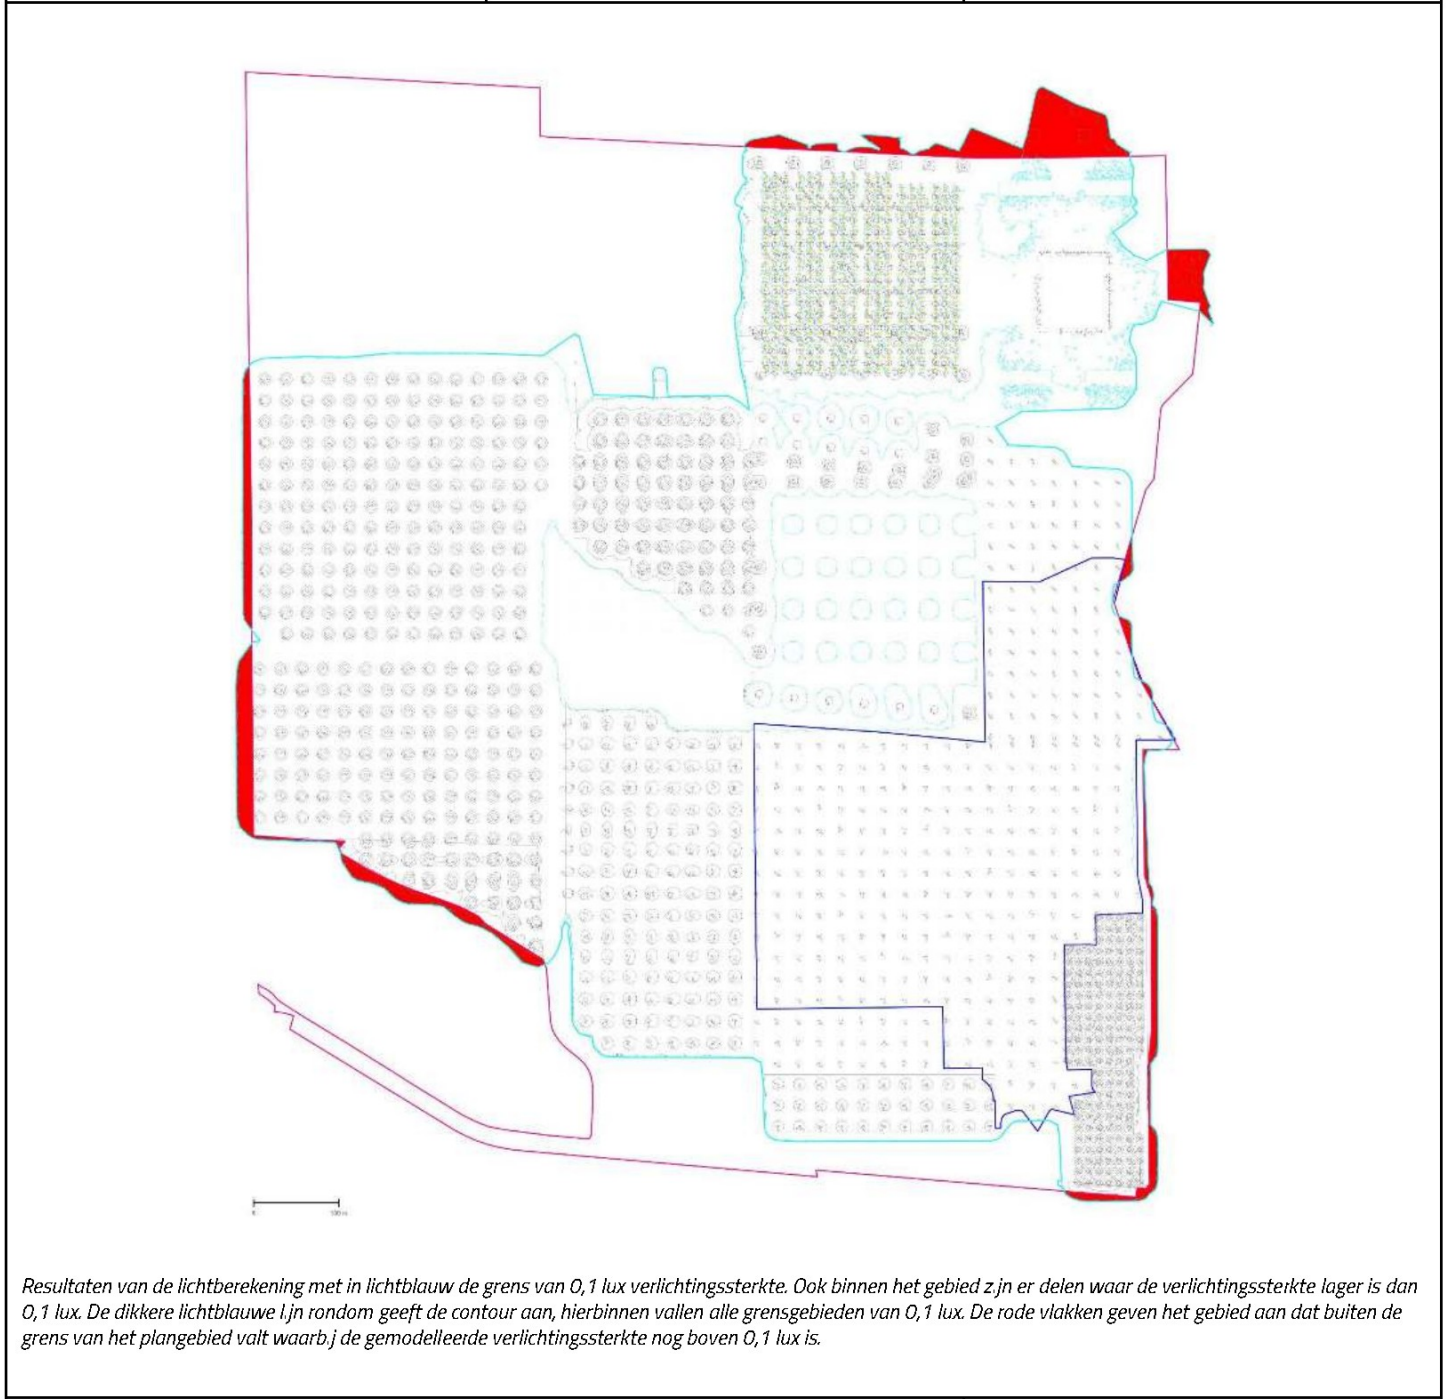 Resultaten van de lichtberekening met in lichtblauw de grens van 0,1 lux verlichtingssterkte. Ook binnen het gebied z.jn er delen waar de verlichtingssterkte lager is dan
0,1 lux. De dikkere lichtblauwe l.jn rondom geeft de contour aan, hierbinnen vallen alle grensgebieden van 0,1 lux. De rode vlakken geven het gebied aan dat buiten de
grens van het plangebied valt waarb.j de gemodelleerde verlichtingssterkte nog boven 0,1 lux is.